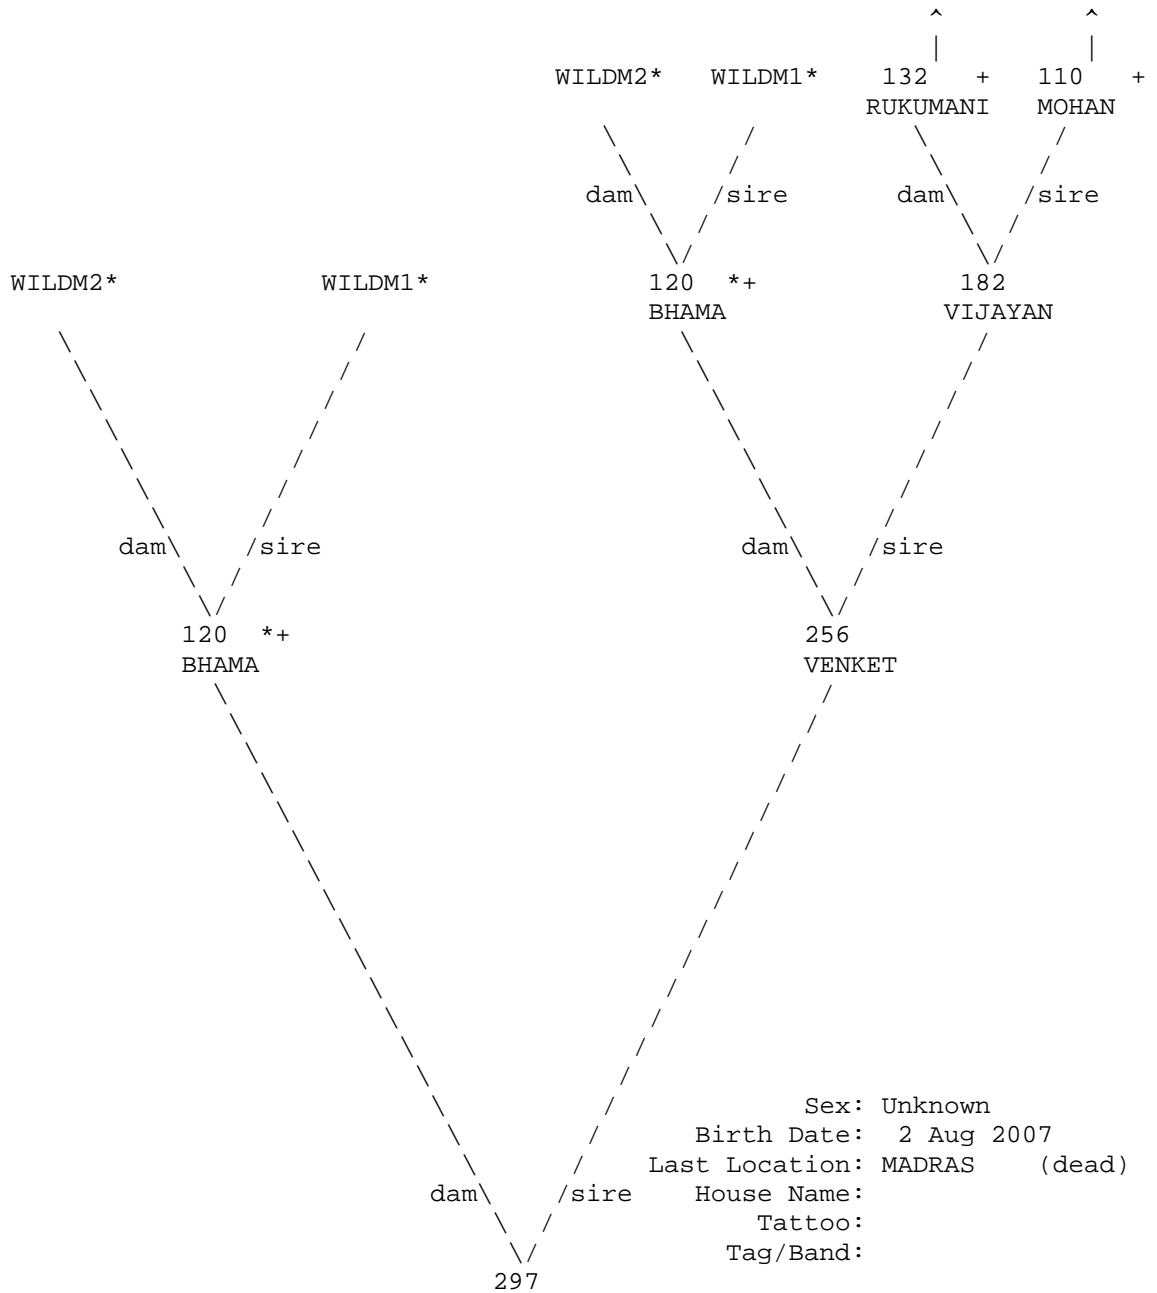 ^ ^
| |
WILDM2* WILDM1* 132 + 110 +
RUKUMANI MOHAN
\ / \ /
\ / \ /
dam\ /sire dam\ /sire
\ / \ /
\/ \/
WILDM2* WILDM1* 120 *+ 182
BHAMA VIJAYAN
\ / \ /
\ / \ /
\ / \ /
\ / \ /
\ / \ /
\ / \ /
\ / \ /
dam\ /sire dam\ /sire
\ / \ /
\/ \/
120 *+ 256
BHAMA VENKET
\ /
\ /
\ /
\ /
\ /
\ /
\ /
\ /
\ /
\ /
\ /
\ /
\ /
\ /
\ / Sex: Unknown
\ / Birth Date: 2 Aug 2007
\ / Last Location: MADRAS (dead)
dam\ /sire House Name:
\ / Tattoo:
\/ Tag/Band:
297